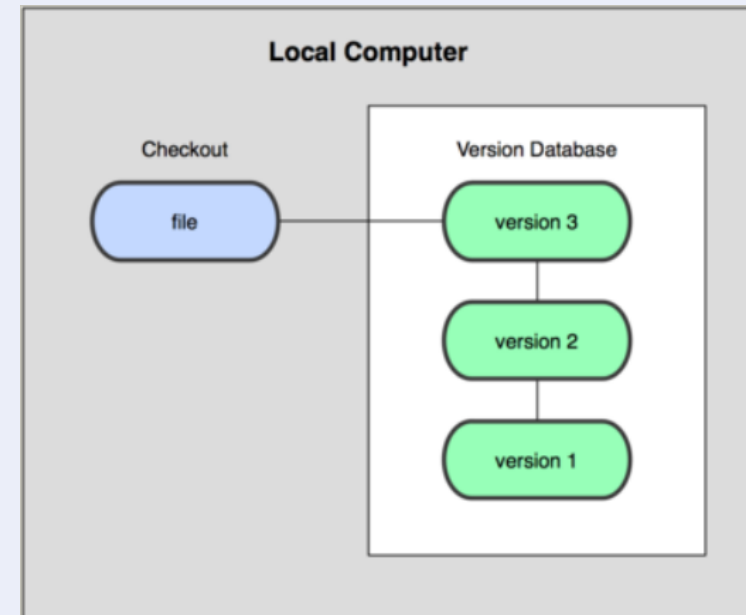 Local Computer
Checkout
Version Database
file
version 3
version 2
version 1